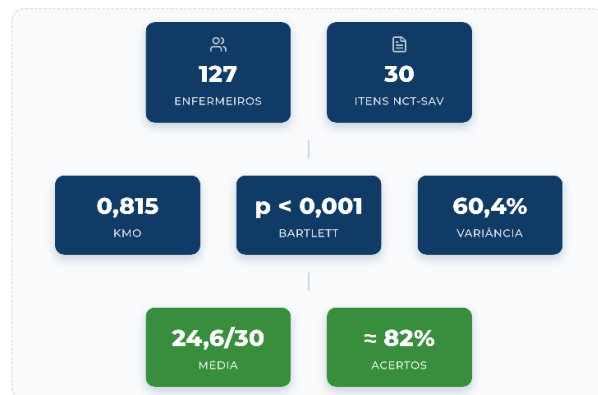 127
ENFERMEIROS
30
ITENS NCT-SAV
0,815
KMO
p < 0,001
BARTLETT
60,4%
VARIÂNCIA
24,6/30
MÉDIA
≈ 82%
ACERTOS